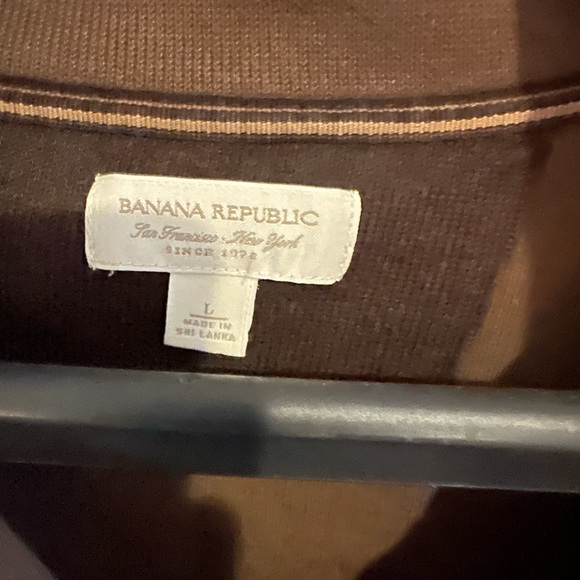 BANANA REPUBLIC
San Francisco · New York
SINCE 1978
L
MADE IN
SRI LANKA